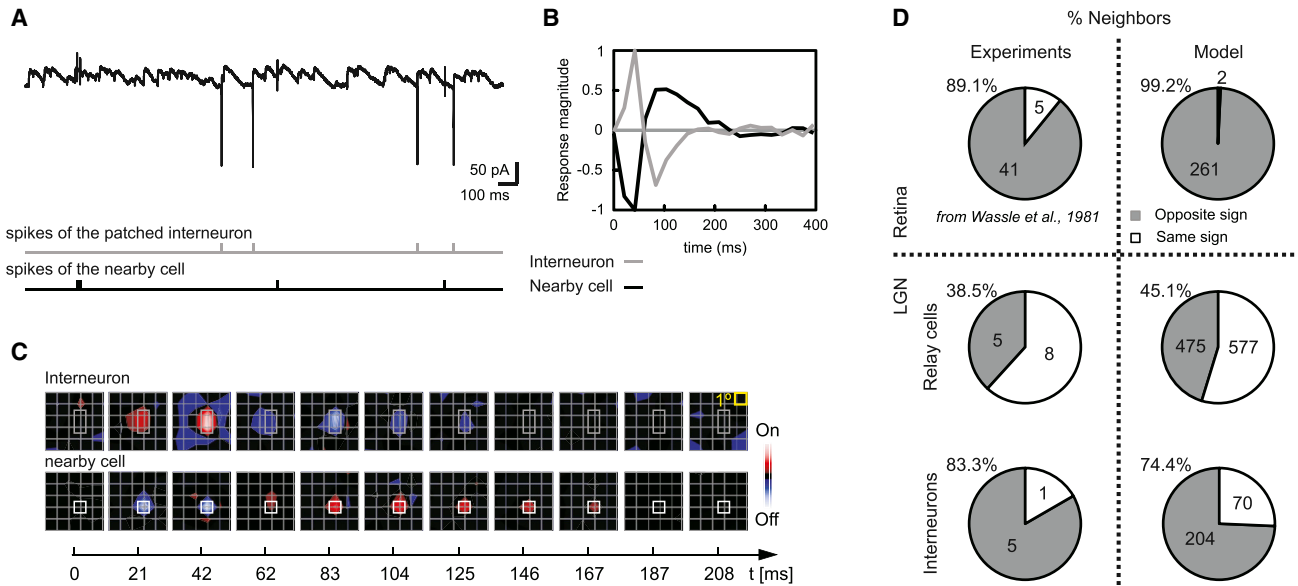 A
50 pA
100 ms
spikes of the patched interneuron
spikes of the nearby cell
B
Response magnitude
1
0.5
0
-0.5
-1
0 100 200 300 400
time (ms)
Interneuron
Nearby cell
C
Interneuron
1º
nearby cell
On
Off
0 21 42 62 83 104 125 146 167 187 208 t [ms]
D
% Neighbors
Experiments Model
Retina
89.1%
5
41
from Wassle et al., 1981
99.2%
2
261
Opposite sign
Same sign
LGN
Relay cells
38.5%
5
8
45.1%
475
577
Interneurons
83.3%
1
5
74.4%
70
204